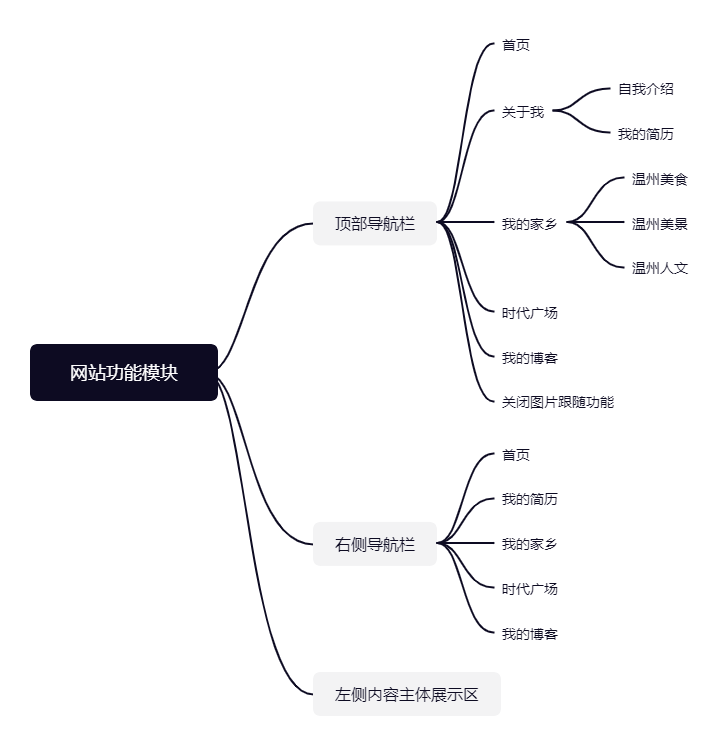 网站功能模块
顶部导航栏
首页
关于我
自我介绍
我的简历
我的家乡
温州美食
温州美景
温州人文
时代广场
我的博客
关闭图片跟随功能
右侧导航栏
首页
我的简历
我的家乡
时代广场
我的博客
左侧内容主体展示区